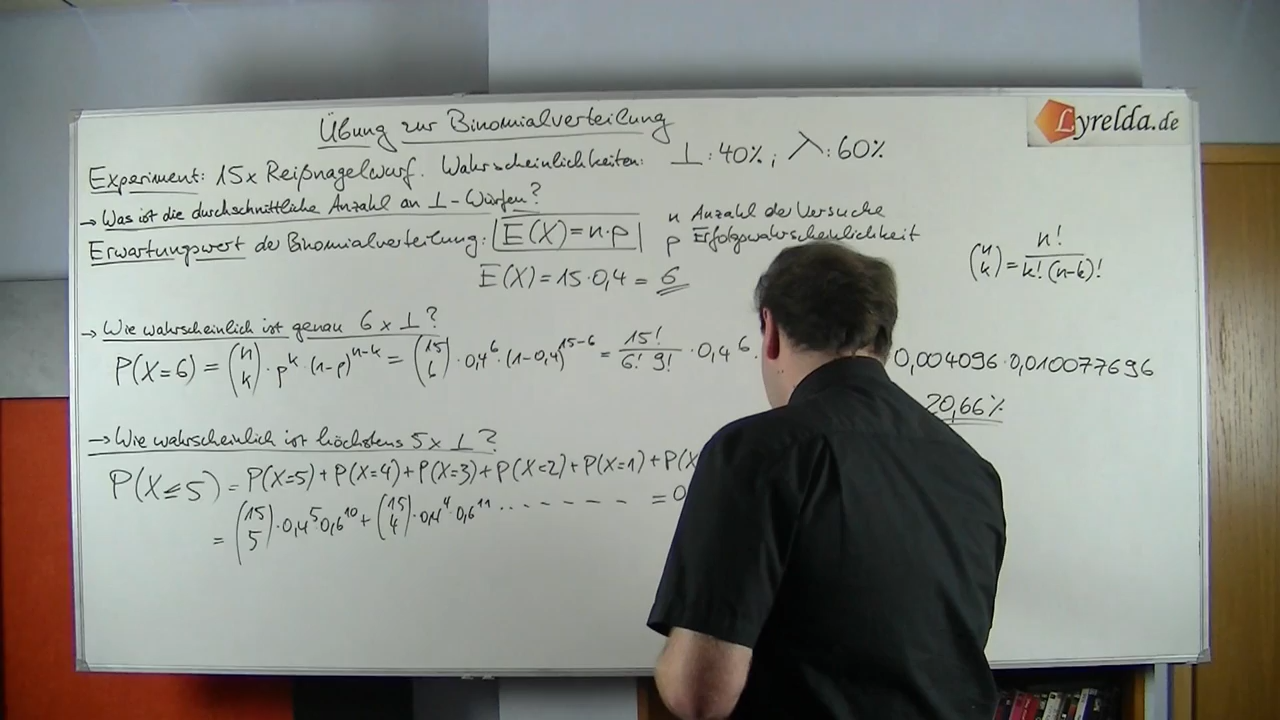 Übung zur Binomialverteilung
Lyrelda.de
Experiment: 15x Reißnagelwurf. Wahrscheinlichkeiten: ⊥: 40%; λ: 60%
→ Was ist die durchschnittliche Anzahl an ⊥-Würfen?
n Anzahl der Versuche
Erwartungswert der Binomialverteilung: E(X)=n·p
p Erfolgswahrscheinlichkeit
(n k) = n! / k!(n-k)!
E(X)=15·0,4=6
→ Wie wahrscheinlich ist genau 6x⊥?
P(X=6) = (n k)·p^k·(1-p)^n-k = (15 6)·0,4^6·(1-0,4)^15-6 = 15! / 6! 9! ·0,4^6· 0,004096·0,010077696
20,66%
→ Wie wahrscheinlich ist höchstens 5x⊥?
P(X≤5) = P(X=5)+P(X=4)+P(X=3)+P(X=2)+P(X=1)+P(X
= (15 5)·0,4^5 0,6^10 + (15 4)·0,4^4·0,6^11 ... - - - - - - = 0